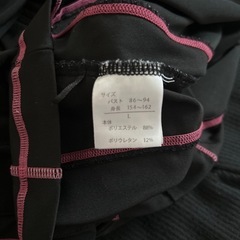 サイズ
バスト 86〜94
身長 154〜162
L
本体
ポリエステル 88%
ポリウレタン 12%